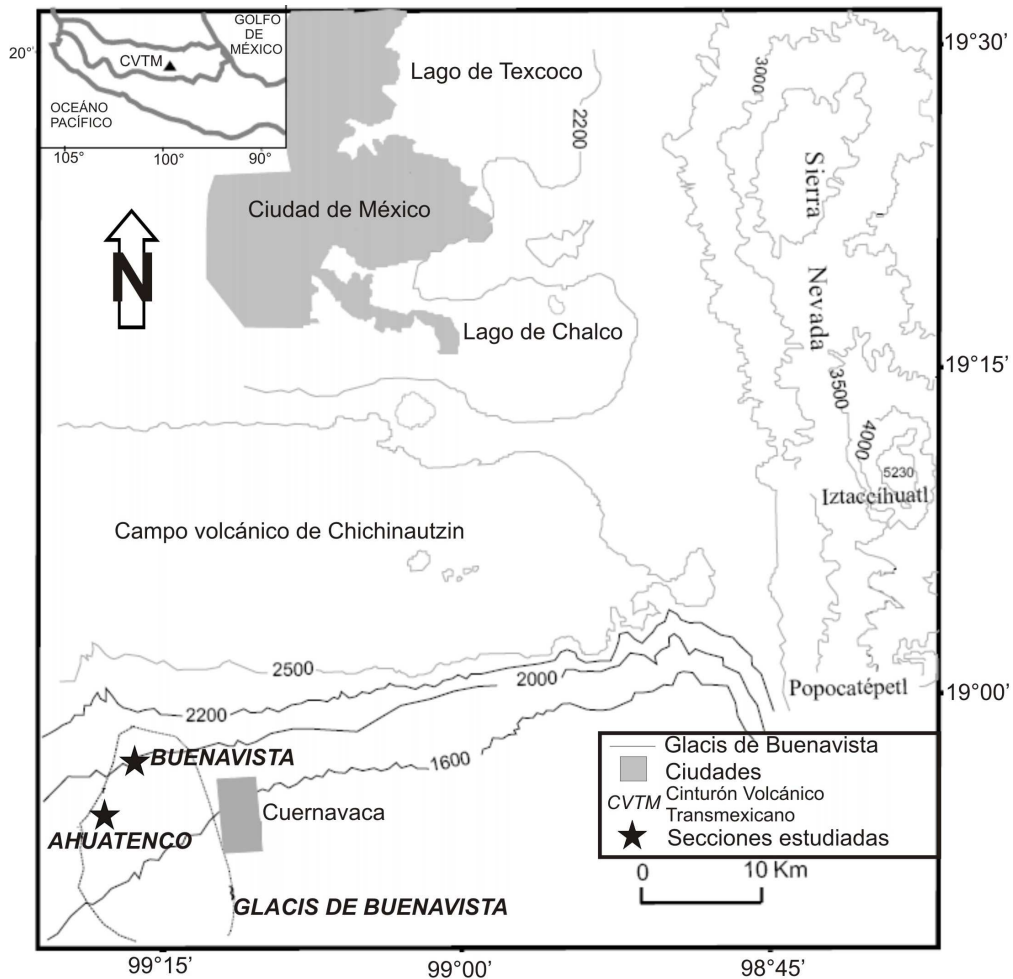 GOLFO
DE
MÉXICO
20°
CVTM
OCEÁNO
PACÍFICO
105°
100°
90°
19°30'
Lago de Texcoco
3000
2200
Sierra
Nevada
Ciudad de México
N
Lago de Chalco
19°15'
3500
4000
5230
Iztaccíhuatl
Campo volcánico de Chichinautzin
2500
2000
Popocatépetl
19°00'
2200
1600
BUENAVISTA
Cuernavaca
AHUATENCO
GLACIS DE BUENAVISTA
Glacis de Buenavista
Ciudades
CVTM Cinturón Volcánico
Transmexicano
Secciones estudiadas
0 10 Km
99°15'
99°00'
98°45'